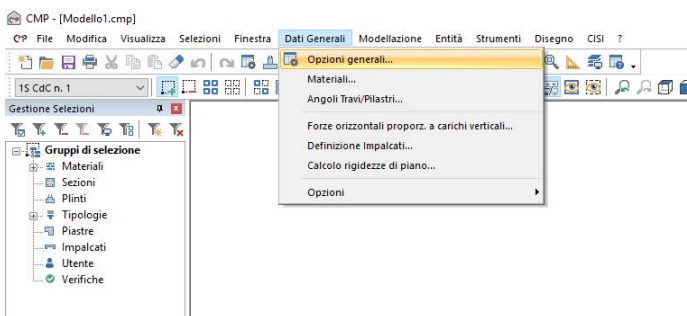 CMP - [Modello1.cmp]
File Modifica Visualizza Selezioni Finestra Dati Generali Modellazione Entità Strumenti Disegno CISI ?
Opzioni generali...
1S CdC n. 1
Materiali...
Gestione Selezioni
Angoli Travi/Pilastri...
Forze orizzontali proporz. a carichi verticali...
Gruppi di selezione
Definizione Impalcati...
Materiali
Calcolo rigidezze di piano...
Sezioni
Plinti
Opzioni
Tipologie
Piastre
Impalcati
Utente
Verifiche